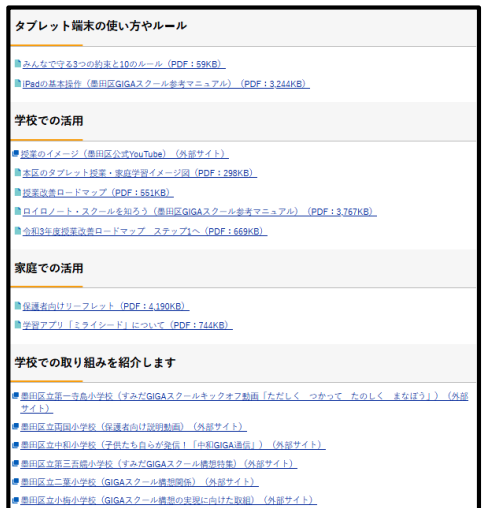 タブレット端末の使い方やルール
みんなで守る3つの約束と10のルール（PDF：59KB）
iPadの基本操作（墨田区GIGAスクール参考マニュアル）（PDF：3,244KB）
学校での活用
授業のイメージ（墨田区公式YouTube）（外部サイト）
本区のタブレット授業・家庭学習イメージ図（PDF：298KB）
授業改善ロードマップ（PDF：551KB）
ロイロノート・スクールを知ろう（墨田区GIGAスクール参考マニュアル）（PDF：3,767KB）
令和3年度授業改善ロードマップ　ステップ1へ（PDF：669KB）
家庭での活用
保護者向けリーフレット（PDF：4,190KB）
学習アプリ「ミライシード」について（PDF：744KB）
学校での取り組みを紹介します
墨田区立第一寺島小学校（すみだGIGAスクールキックオフ動画「ただしく　つかって　たのしく　まなぼう」）（外部
サイト）
墨田区立両国小学校（保護者向け説明動画）（外部サイト）
墨田区立中和小学校（子供たち自らが発信！「中和GIGA通信」）（外部サイト）
墨田区立第三吾嬬小学校（すみだGIGAスクール構想特集）（外部サイト）
墨田区立二葉小学校（GIGAスクール構想関係）（外部サイト）
墨田区立小梅小学校（GIGAスクール構想の実現に向けた取組）（外部サイト）